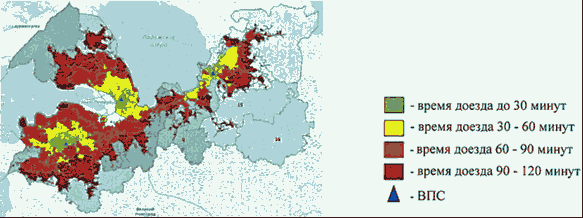 - время доезда до 30 минут
- время доезда 30 - 60 минут
- время доезда 60 - 90 минут
- время доезда 90 - 120 минут
- ВПС